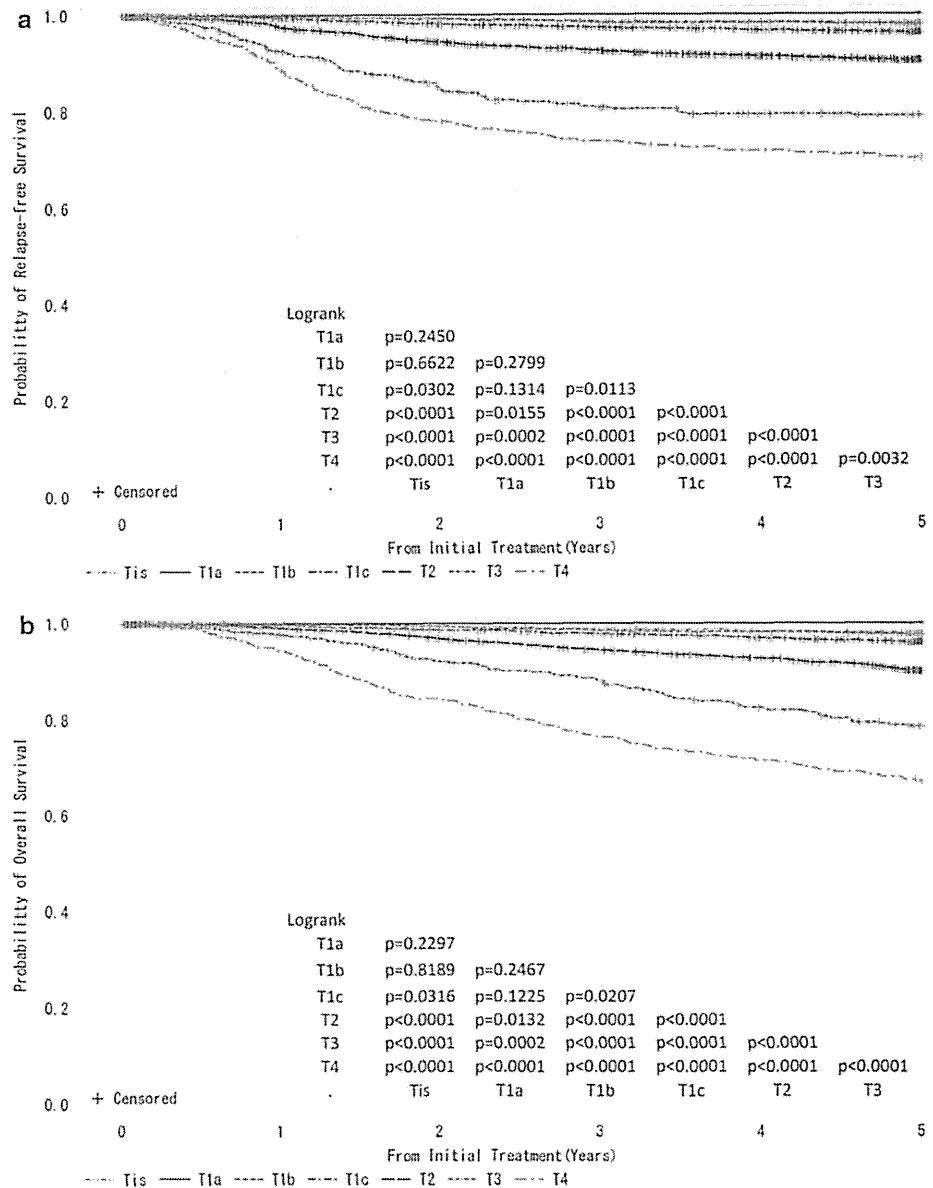 a
Probability of Relapse-free Survival
1.0
0.8
0.6
0.4
0.2
0.0
Logrank
T1a p=0.2450
T1b p=0.6622 p=0.2799
T1c p=0.0302 p=0.1314 p=0.0113
T2 p<0.0001 p=0.0155 p<0.0001 p<0.0001
T3 p<0.0001 p=0.0002 p<0.0001 p<0.0001 p<0.0001
T4 p<0.0001 p<0.0001 p<0.0001 p<0.0001 p<0.0001 p=0.0032
Tis T1a T1b T1c T2 T3
+ Censored
0 1 2 3 4 5
From Initial Treatment(Years)
Tis T1a T1b T1c T2 T3 T4
b
Probability of Overall Survival
1.0
0.8
0.6
0.4
0.2
0.0
Logrank
T1a p=0.2297
T1b p=0.8189 p=0.2467
T1c p=0.0316 p=0.1225 p=0.0207
T2 p<0.0001 p=0.0132 p<0.0001 p<0.0001
T3 p<0.0001 p=0.0002 p<0.0001 p<0.0001 p<0.0001
T4 p<0.0001 p<0.0001 p<0.0001 p<0.0001 p<0.0001 p<0.0001
Tis T1a T1b T1c T2 T3
+ Censored
0 1 2 3 4 5
From Initial Treatment(Years)
Tis T1a T1b T1c T2 T3 T4